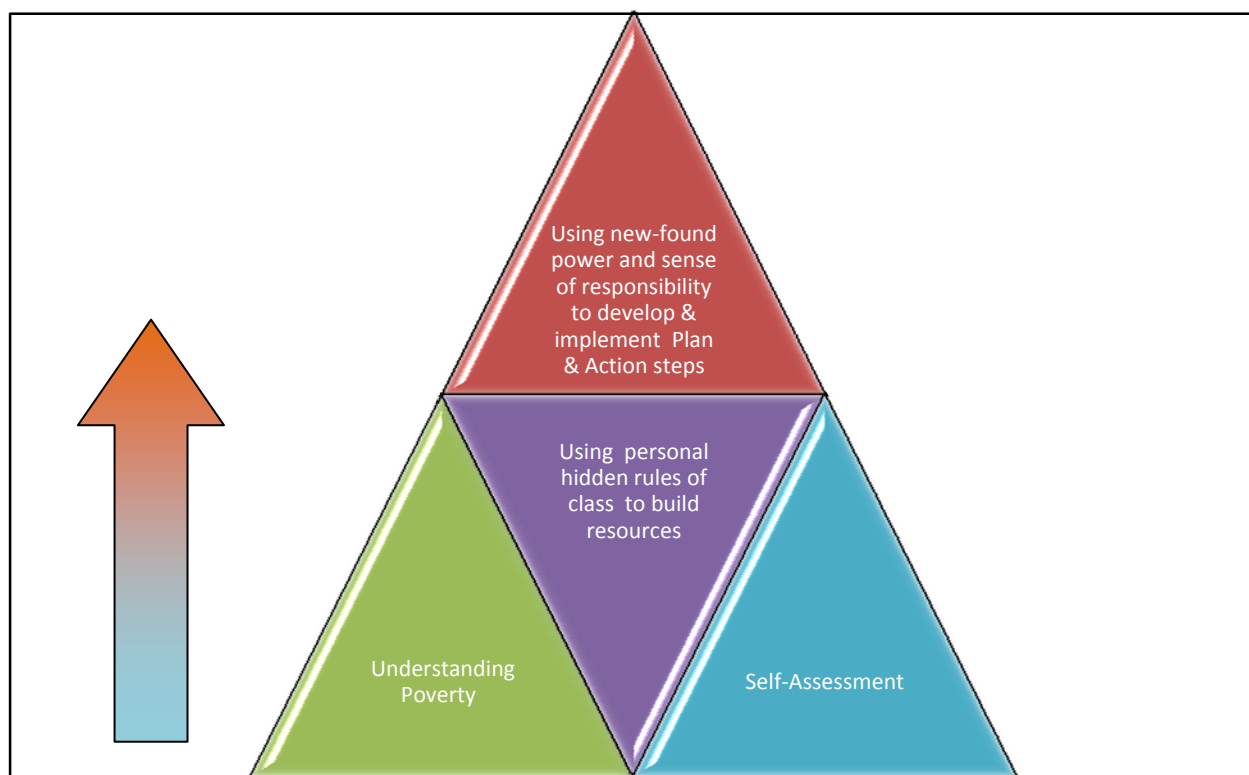 Using new-found
power and sense
of responsibility
to develop &
implement  Plan
& Action steps
Using  personal
hidden rules of
class  to build
resources
Understanding
Poverty
Self-Assessment